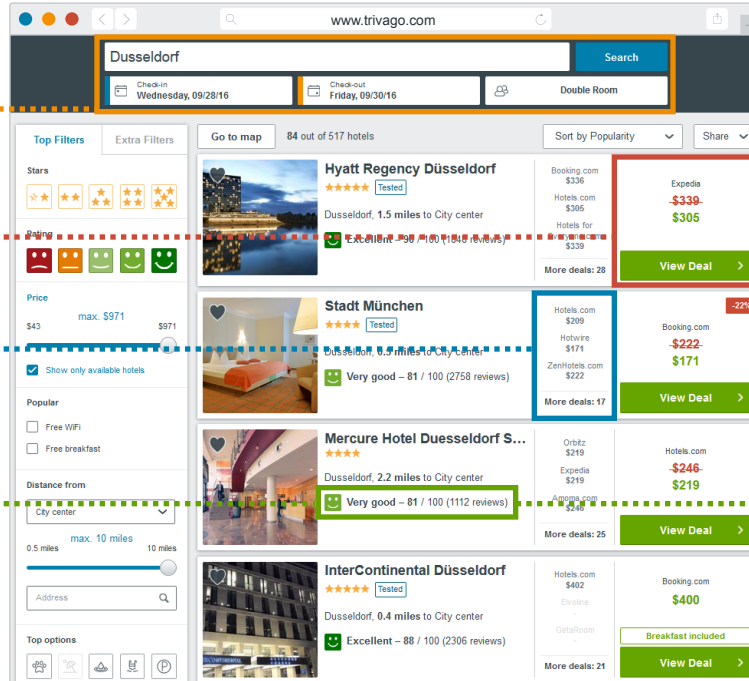 www.trivago.com
Dusseldorf
Search
Check-in
Wednesday, 09/28/16
Check-out
Friday, 09/30/16
Double Room
Top Filters
Extra Filters
Go to map
84 out of 517 hotels
Sort by Popularity
Share
Stars
Rating
Price
max. $971
$43
$971
Show only available hotels
Popular
Free WiFi
Free breakfast
Distance from
City center
max. 10 miles
0.5 miles
10 miles
Address
Top options
Hyatt Regency Düsseldorf
Tested
Dusseldorf, 1.5 miles to City center
Excellent – 90 / 100 (1848 reviews)
Booking.com
$336
Hotels.com
$305
Hotels for
Everyone.com
$339
More deals: 28
Expedia
$339
$305
View Deal
Stadt München
Tested
Dusseldorf, 0.3 miles to City center
Very good – 81 / 100 (2758 reviews)
Hotels.com
$209
Hotwire
$171
ZenHotels.com
$222
More deals: 17
-22%
Booking.com
$222
$171
View Deal
Mercure Hotel Duesseldorf S...
Dusseldorf, 2.2 miles to City center
Very good – 81 / 100 (1112 reviews)
Orbitz
$219
Expedia
$219
Amoma.com
$246
More deals: 25
Hotels.com
$246
$219
View Deal
InterContinental Düsseldorf
Tested
Dusseldorf, 0.4 miles to City center
Excellent – 88 / 100 (2306 reviews)
Hotels.com
$402
Elvoline
-
GetaRoom
-
More deals: 21
Booking.com
$400
Breakfast included
View Deal